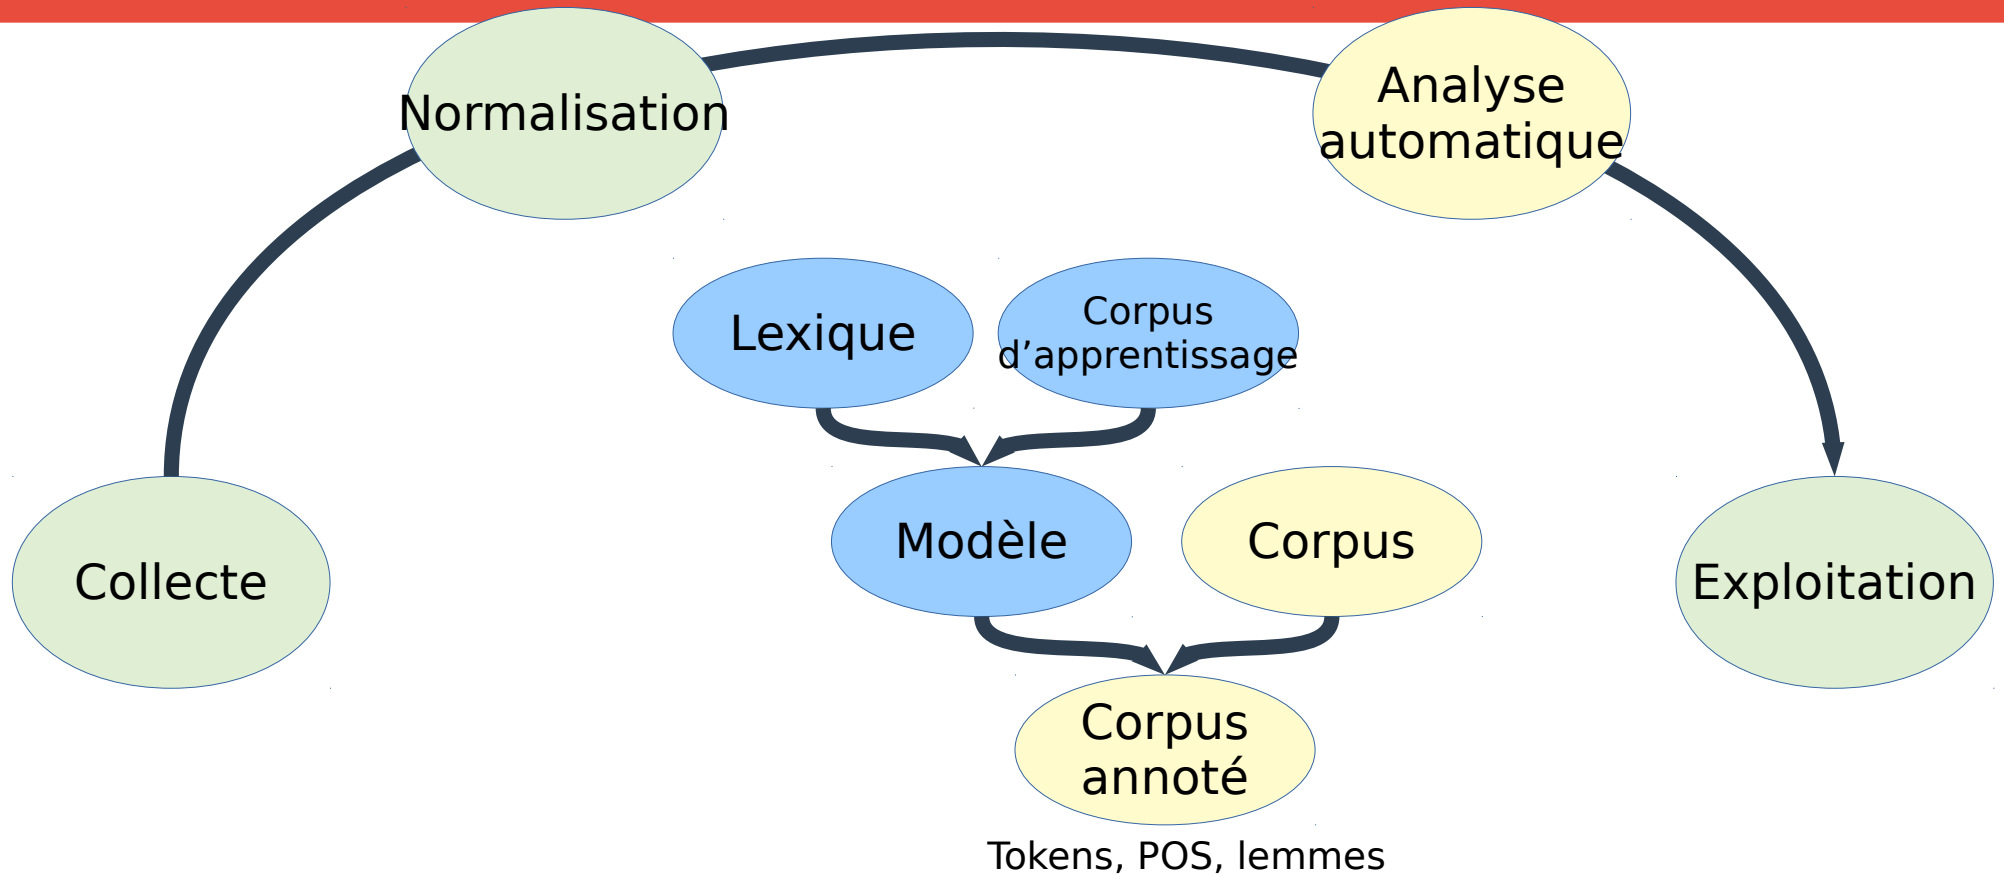 Normalisation
Analyse
automatique
Lexique
Corpus
d’apprentissage
Modèle
Corpus
Collecte
Exploitation
Corpus
annoté
Tokens, POS, lemmes